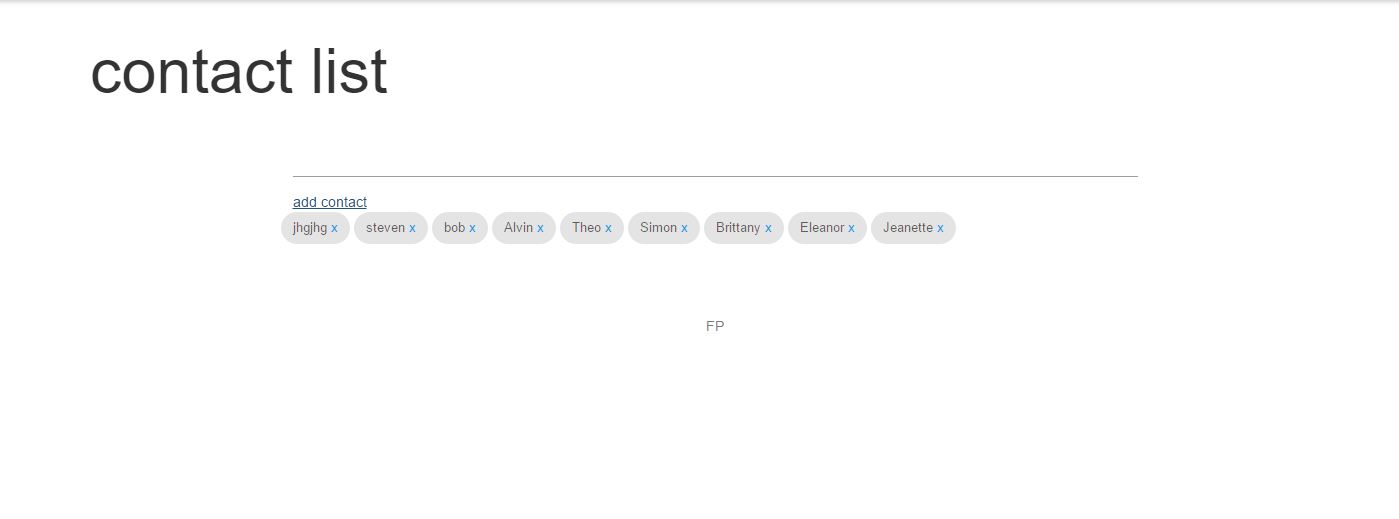 contact list
add contact
jhgjhg x steven x bob x Alvin x Theo x Simon x Brittany x Eleanor x Jeanette x
FP